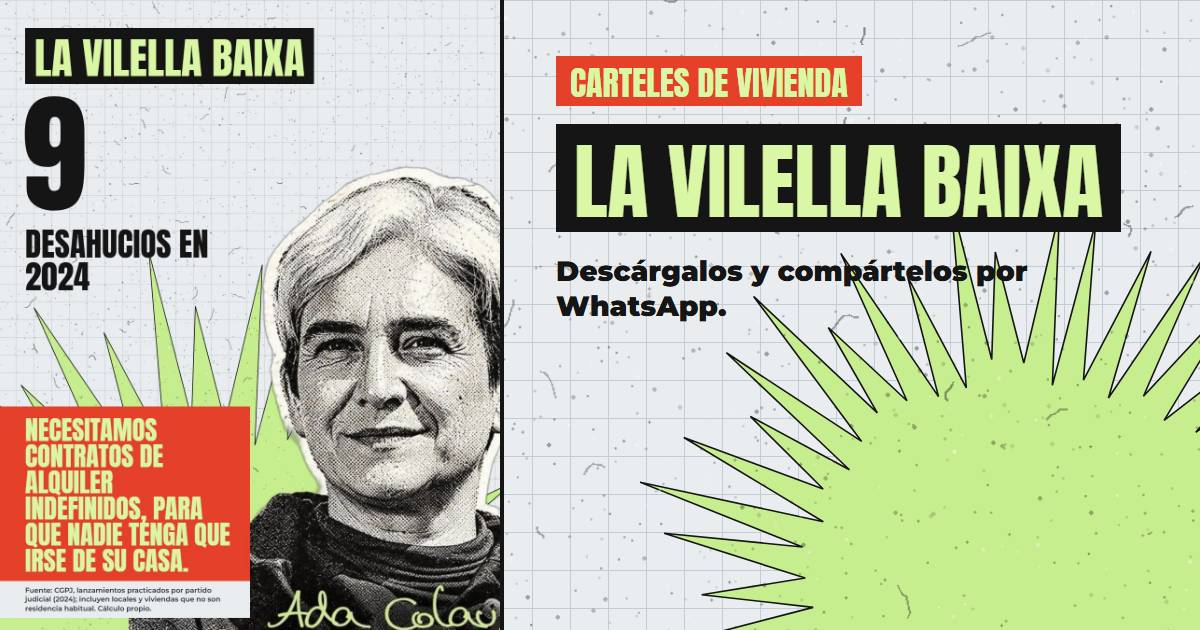 LA VILELLA BAIXA
9
DESAHUCIOS EN
2024
NECESITAMOS
CONTRATOS DE
ALQUILER
INDEFINIDOS, PARA
QUE NADIE TENGA QUE
IRSE DE SU CASA.
Fuente: CGPJ, lanzamientos practicados por partido
judicial (2024); incluyen locales y viviendas que no son
residencia habitual. Cálculo propio.
Ada Colau
CARTELES DE VIVIENDA
LA VILELLA BAIXA
Descárgalos y compártelos por
WhatsApp.